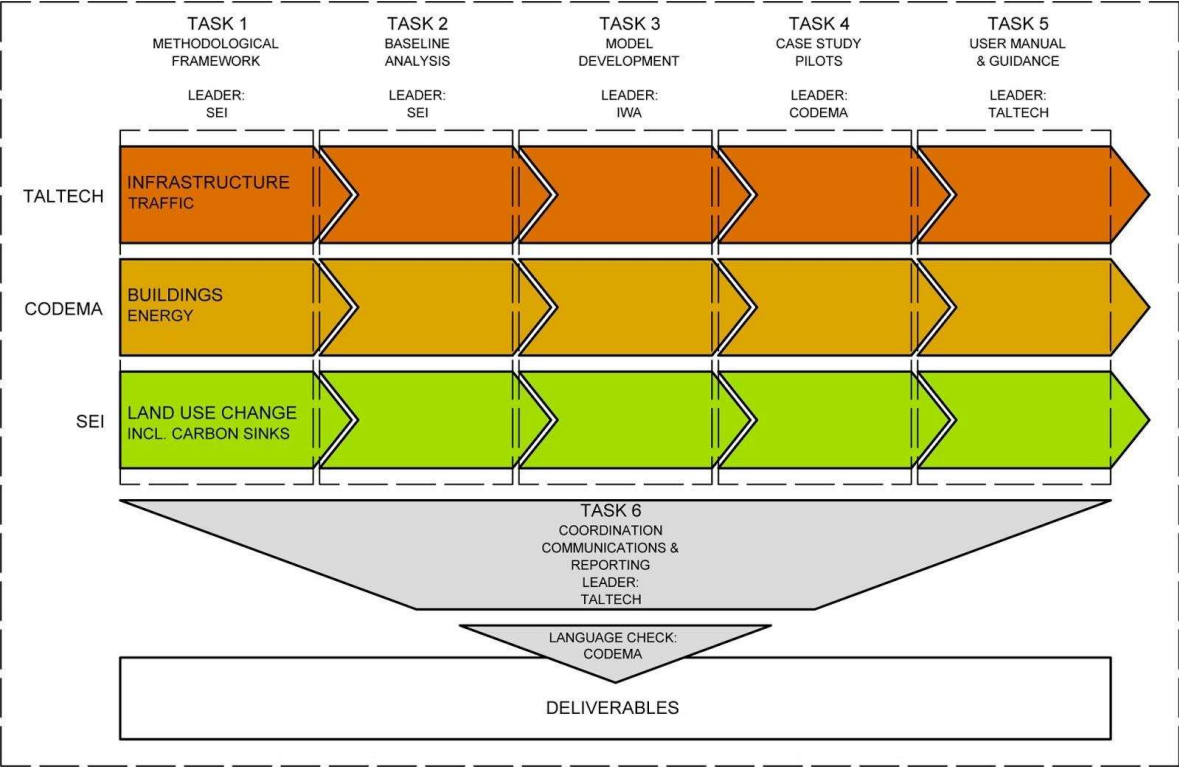 TASK 1
METHODOLOGICAL
FRAMEWORK
LEADER:
SEI
TASK 2
BASELINE
ANALYSIS
LEADER:
SEI
TASK 3
MODEL
DEVELOPMENT
LEADER:
IWA
TASK 4
CASE STUDY
PILOTS
LEADER:
CODEMA
TASK 5
USER MANUAL
& GUIDANCE
LEADER:
TALTECH
TALTECH
INFRASTRUCTURE
TRAFFIC
CODEMA
BUILDINGS
ENERGY
SEI
LAND USE CHANGE
INCL. CARBON SINKS
TASK 6
COORDINATION
COMMUNICATIONS &
REPORTING
LEADER:
TALTECH
LANGUAGE CHECK:
CODEMA
DELIVERABLES